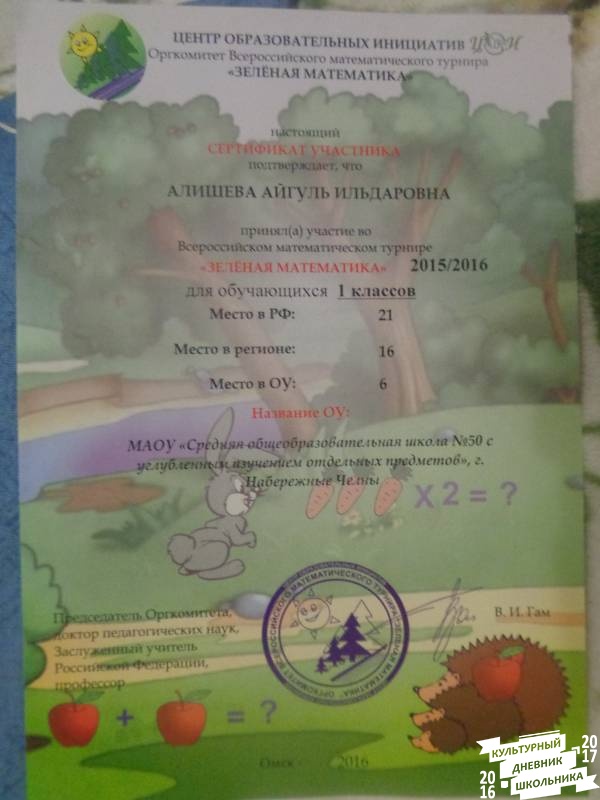 ЦЕНТР ОБРАЗОВАТЕЛЬНЫХ ИНИЦИАТИВ
Оргкомитет Всероссийского математического турнира
«ЗЕЛЁНАЯ МАТЕМАТИКА»
настоящий
СЕРТИФИКАТ УЧАСТНИКА
подтверждает, что
АЛИШЕВА АЙГУЛЬ ИЛЬДАРОВНА
принял(а) участие во
Всероссийском математическом турнире
«ЗЕЛЁНАЯ МАТЕМАТИКА» 2015/2016
для обучающихся 1 классов
Место в РФ: 21
Место в регионе: 16
Место в ОУ: 6
Название ОУ:
МАОУ «Средняя общеобразовательная школа №50 с
углубленным изучением отдельных предметов», г.
Набережные Челны
X 2 = ?
Председатель Оргкомитета,
доктор педагогических наук,
Заслуженный учитель
Российской Федерации,
профессор
В. И. Гам
+ = ?
Омск - 2016
КУЛЬТУРНЫЙ
ДНЕВНИК
ШКОЛЬНИКА
2016
2017